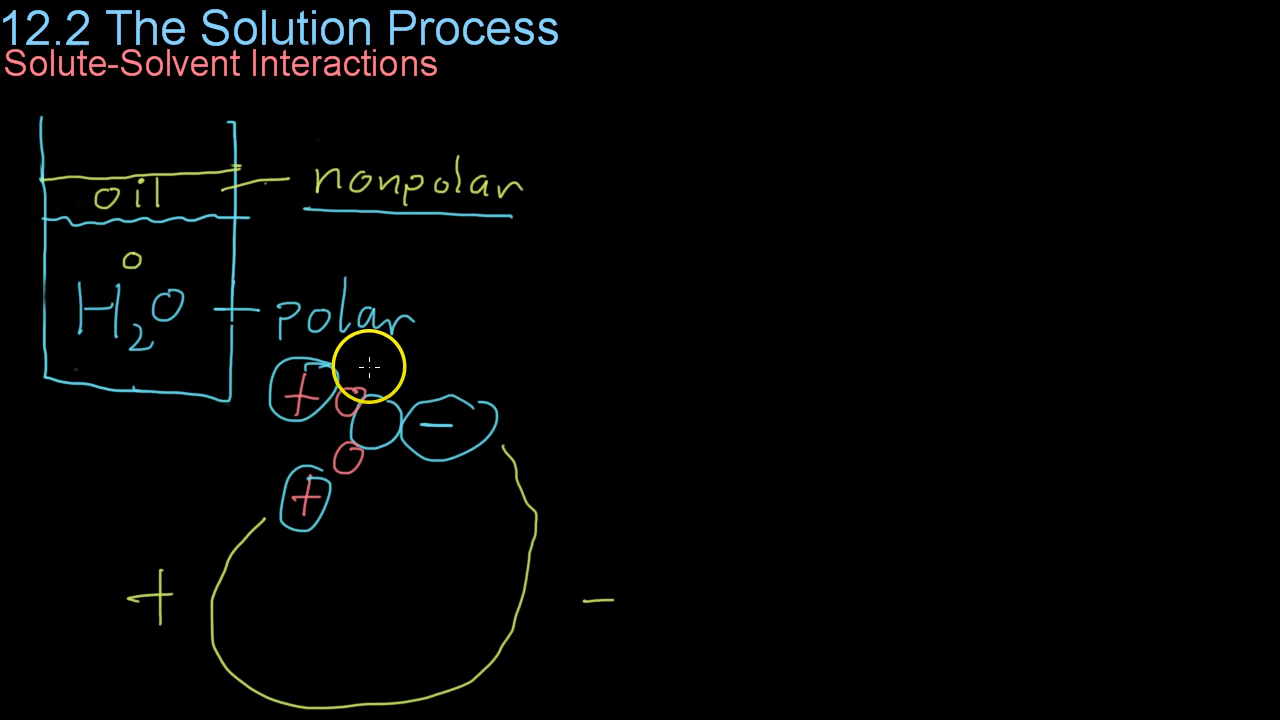 12.2 The Solution Process
Solute-Solvent Interactions
oil
nonpolar
H₂O
polar
+
−
+
+ −